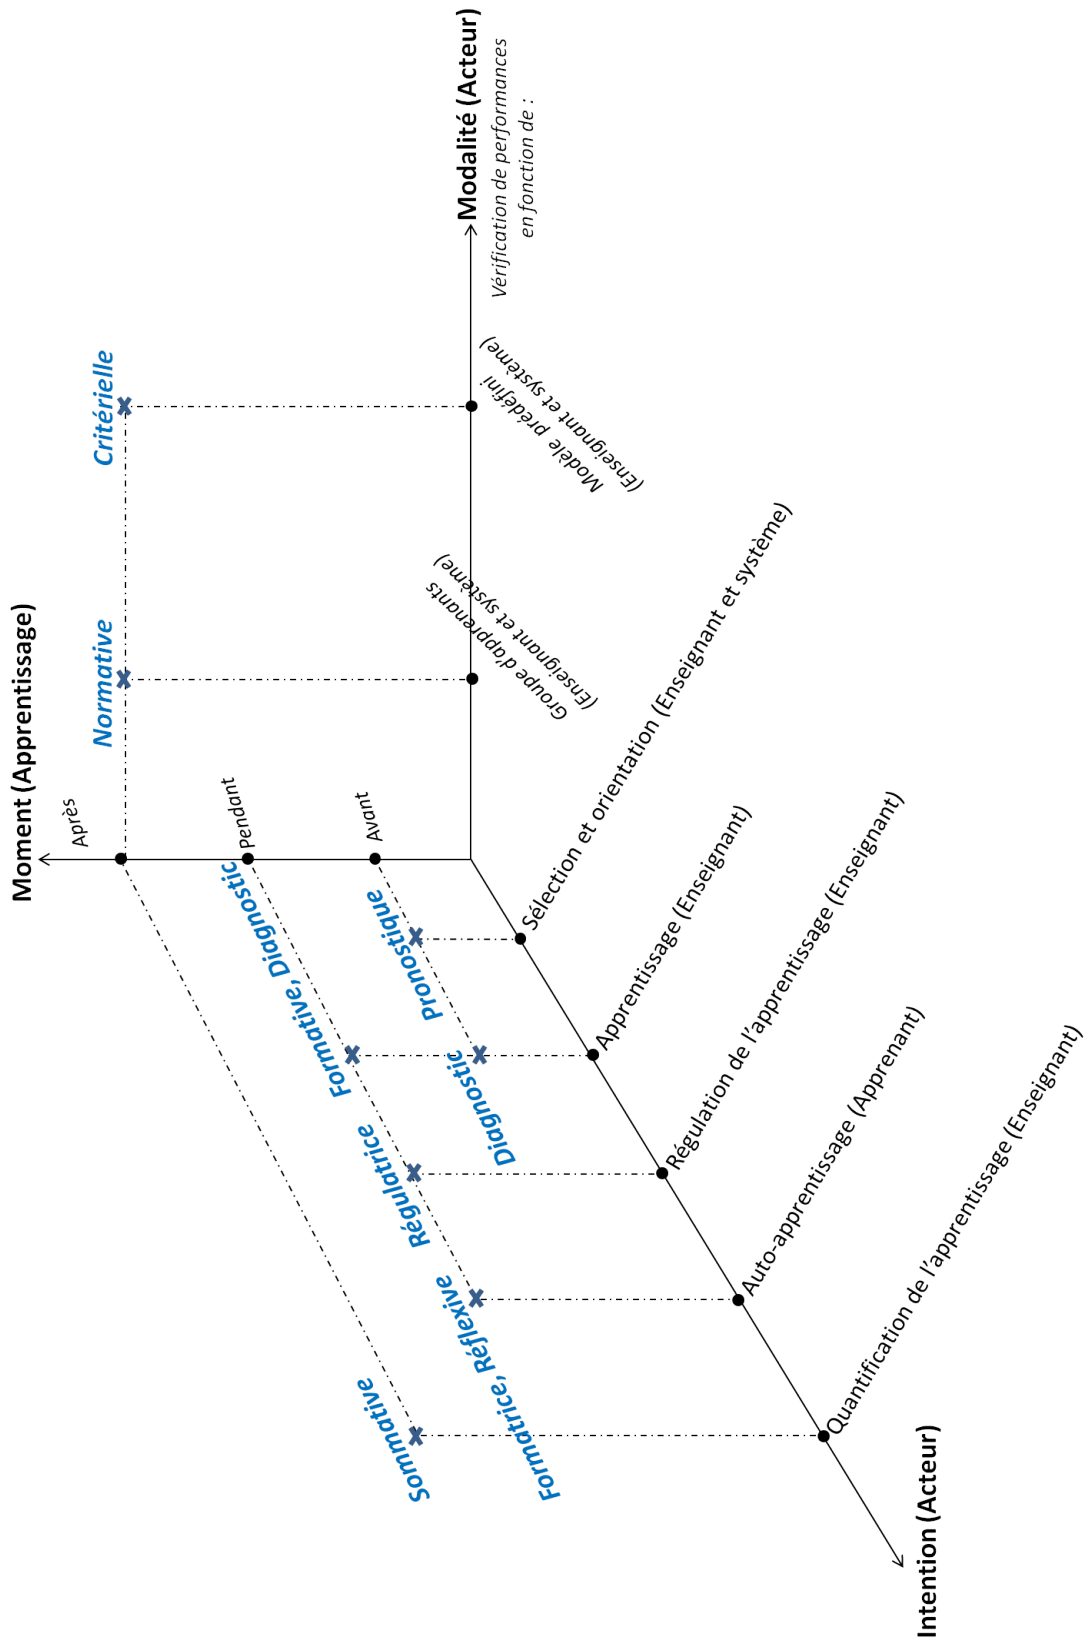 Moment (Apprentissage)
Après
Pendant
Avant
Normative
Critérielle
Modalité (Acteur)
Vérification de performances
en fonction de :
Groupe d'apprenants
(Enseignant et système)
Modèle prédéfini
(Enseignant et système)
Pronostique
Diagnostic
Formative, Diagnostic
Régulatrice
Formatrice, Réflexive
Sommative
Sélection et orientation (Enseignant et système)
Apprentissage (Enseignant)
Régulation de l'apprentissage (Enseignant)
Auto-apprentissage (Apprenant)
Quantification de l'apprentissage (Enseignant)
Intention (Acteur)